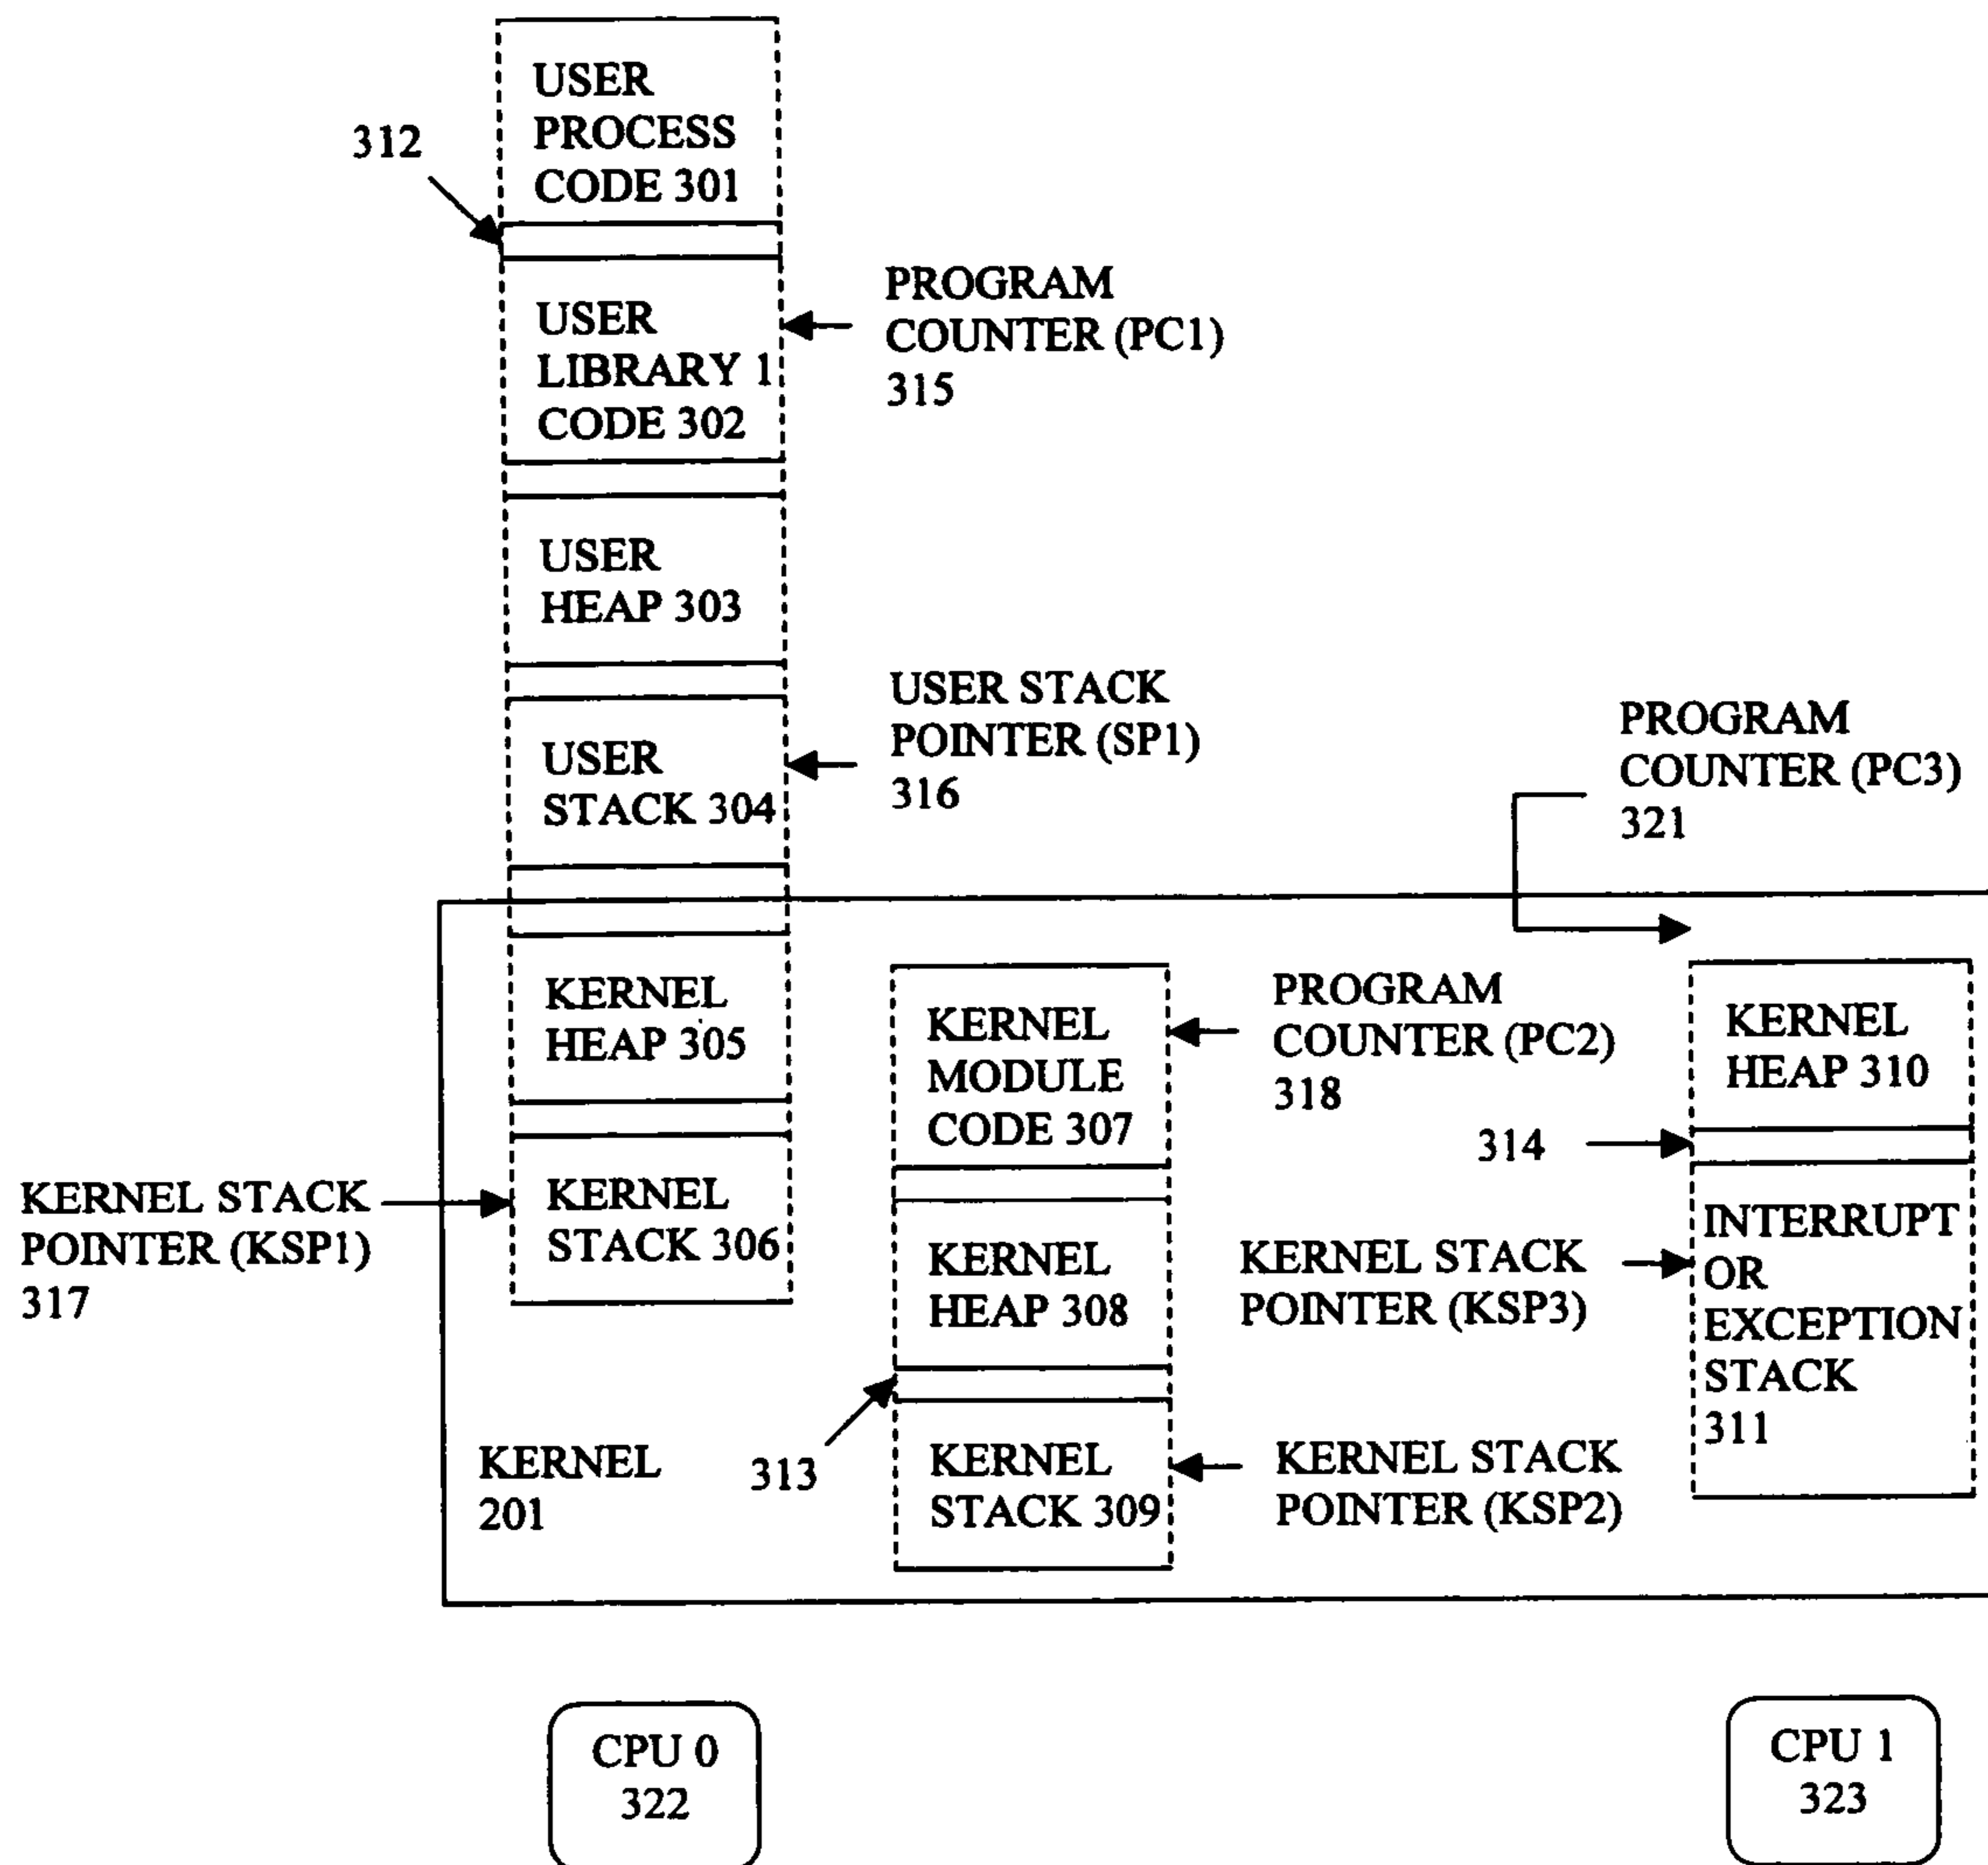 USER
PROCESS
CODE 301
312
USER
LIBRARY 1
CODE 302
PROGRAM
COUNTER (PC1)
315
USER
HEAP 303
USER
STACK 304
USER STACK
POINTER (SP1)
316
PROGRAM
COUNTER (PC3)
321
KERNEL
HEAP 305
KERNEL
MODULE
CODE 307
PROGRAM
COUNTER (PC2)
318
KERNEL
HEAP 310
314
KERNEL STACK
POINTER (KSP1)
317
KERNEL
STACK 306
KERNEL
HEAP 308
KERNEL STACK
POINTER (KSP3)
INTERRUPT
OR
EXCEPTION
STACK
311
KERNEL
201
313
KERNEL
STACK 309
KERNEL STACK
POINTER (KSP2)
CPU 0
322
CPU 1
323